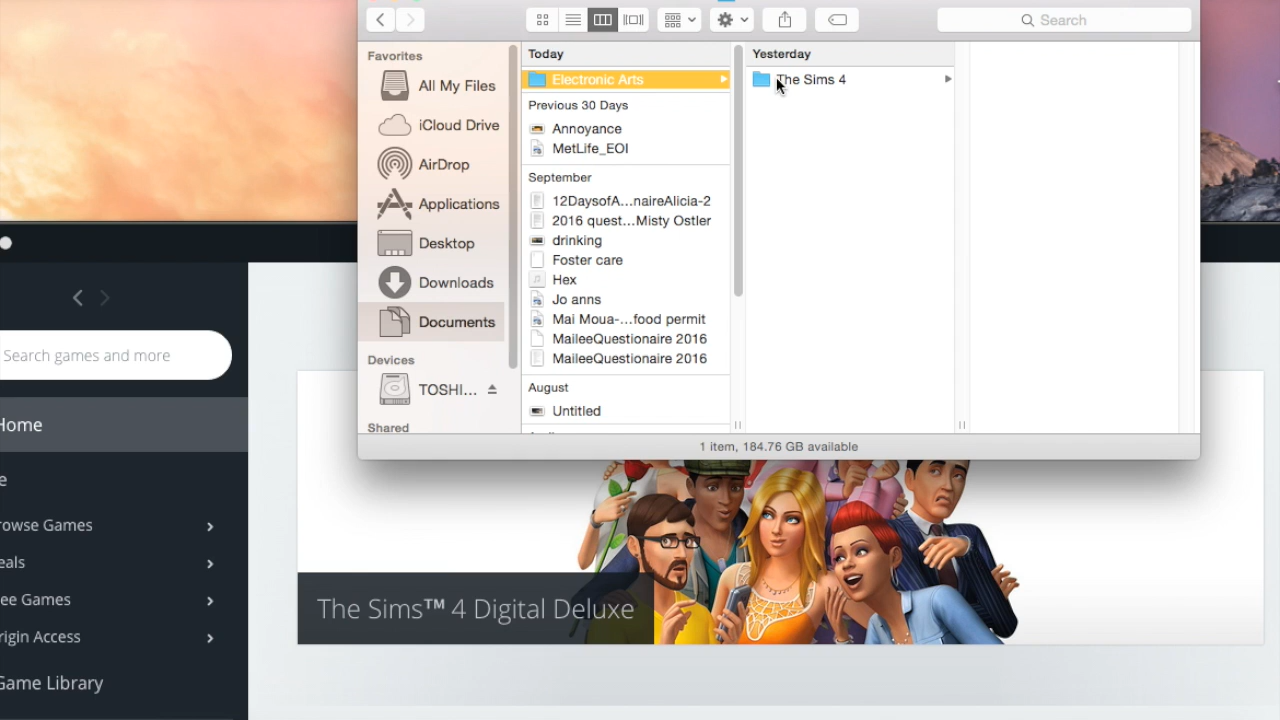 Search
Favorites
All My Files
iCloud Drive
AirDrop
Applications
Desktop
Downloads
Documents
Devices
TOSHI...
Shared
Today
Electronic Arts
Previous 30 Days
Annoyance
MetLife_EOI
September
12DaysofA...naireAlicia-2
2016 quest...Misty Ostler
drinking
Foster care
Hex
Jo anns
Mai Moua-...food permit
MaileeQuestionaire 2016
MaileeQuestionaire 2016
August
Untitled
Yesterday
The Sims 4
1 item, 184.76 GB available
Search games and more
Home
e
rowse Games
eals
ee Games
rigin Access
Game Library
The Sims™ 4 Digital Deluxe